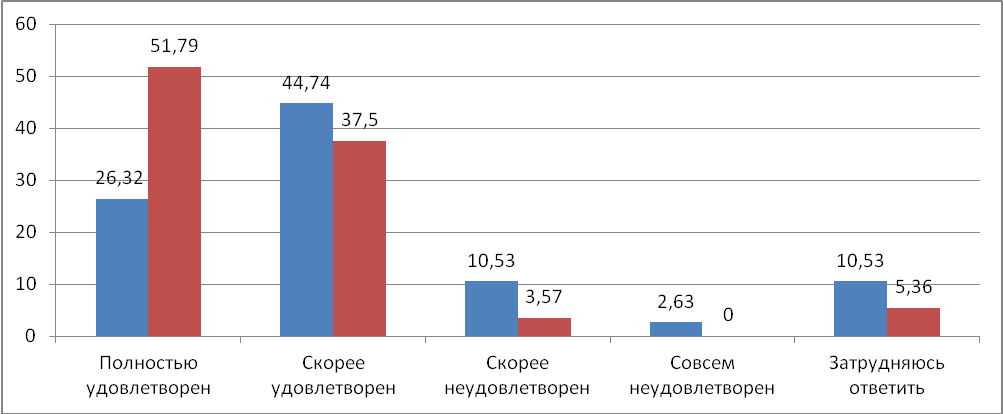 60
50
40
30
20
10
0
26,32
51,79
44,74
37,5
10,53
3,57
2,63
0
10,53
5,36
Полностью
удовлетворен
Скорее
удовлетворен
Скорее
неудовлетворен
Совсем
неудовлетворен
Затрудняюсь
ответить